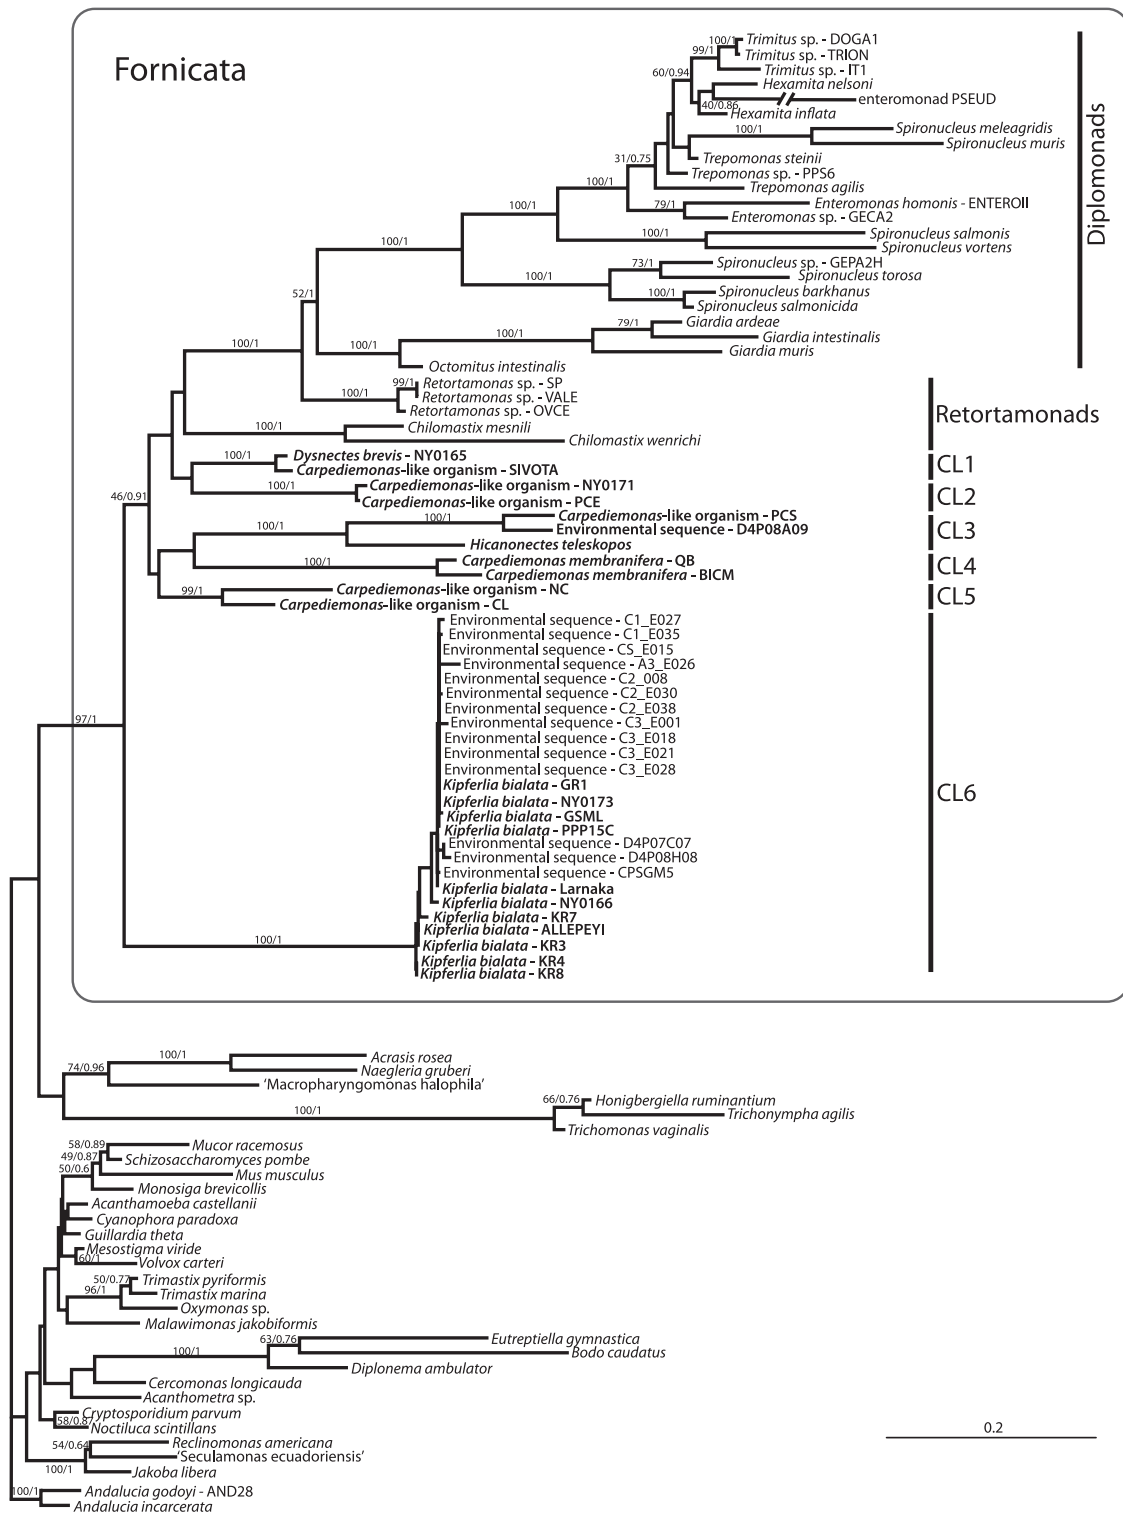 Fornicata
100/1
Trimitus sp. - DOGA1
99/1
Trimitus sp. - TRION
Trimitus sp. - IT1
60/0.94
Hexamita nelsoni
enteromonad PSEUD
40/0.86
Hexamita inflata
100/1
Spironucleus meleagridis
Spironucleus muris
Trepomonas steinii
31/0.75
Trepomonas sp. - PPS6
100/1
Trepomonas agilis
79/1
Enteromonas homonis - ENTEROII
100/1
Enteromonas sp. - GECA2
100/1
Spironucleus salmonis
100/1
Spironucleus vortens
73/1
Spironucleus sp. - GEPA2H
100/1
Spironucleus torosa
52/1
100/1
Spironucleus barkhanus
Spironucleus salmonicida
79/1
Giardia ardeae
100/1
100/1
Giardia intestinalis
100/1
Giardia muris
Octomitus intestinalis
Diplomonads
99/1
Retortamonas sp. - SP
100/1
Retortamonas sp. - VALE
Retortamonas sp. - OVCE
Retortamonads
100/1
Chilomastix mesnili
Chilomastix wenrichi
100/1
Dysnectes brevis - NY0165
Carpediemonas-like organism - SIVOTA
CL1
100/1
Carpediemonas-like organism - NY0171
46/0.91
Carpediemonas-like organism - PCE
CL2
100/1
Carpediemonas-like organism - PCS
100/1
Environmental sequence - D4P08A09
CL3
Hicanonectes teleskopos
100/1
Carpediemonas membranifera - QB
Carpediemonas membranifera - BICM
CL4
99/1
Carpediemonas-like organism - NC
Carpediemonas-like organism - CL
CL5
Environmental sequence - C1_E027
Environmental sequence - C1_E035
Environmental sequence - CS_E015
Environmental sequence - A3_E026
Environmental sequence - C2_008
Environmental sequence - C2_E030
Environmental sequence - C2_E038
97/1
Environmental sequence - C3_E001
Environmental sequence - C3_E018
Environmental sequence - C3_E021
Environmental sequence - C3_E028
Kipferlia bialata - GR1
CL6
Kipferlia bialata - NY0173
Kipferlia bialata - GSML
Kipferlia bialata - PPP15C
Environmental sequence - D4P07C07
Environmental sequence - D4P08H08
Environmental sequence - CPSGM5
Kipferlia bialata - Larnaka
Kipferlia bialata - NY0166
Kipferlia bialata - KR7
Kipferlia bialata - ALLEPEYI
100/1
Kipferlia bialata - KR3
Kipferlia bialata - KR4
Kipferlia bialata - KR8
100/1
Acrasis rosea
74/0.96
Naegleria gruberi
'Macropharyngomonas halophila'
66/0.76
Honigbergiella ruminantium
100/1
Trichonympha agilis
Trichomonas vaginalis
58/0.89
Mucor racemosus
49/0.87
Schizosaccharomyces pombe
50/0.6
Mus musculus
Monosiga brevicollis
Acanthamoeba castellanii
Cyanophora paradoxa
Guillardia theta
Mesostigma viride
60/1
Volvox carteri
50/0.77
Trimastix pyriformis
96/1
Trimastix marina
Oxymonas sp.
Malawimonas jakobiformis
63/0.76
Eutreptiella gymnastica
100/1
Bodo caudatus
Diplonema ambulator
Cercomonas longicauda
Acanthometra sp.
Cryptosporidium parvum
58/0.87
Noctiluca scintillans
0.2
54/0.64
Reclinomonas americana
'Seculamonas ecuadoriensis'
100/1
Jakoba libera
100/1
Andalucia godoyi - AND28
Andalucia incarcerata